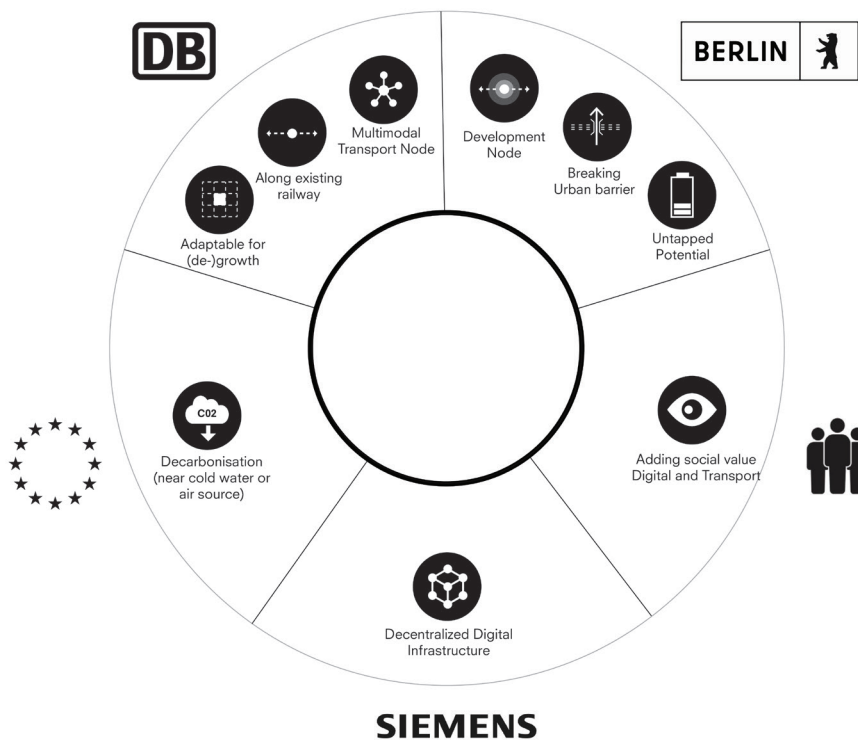 DB
BERLIN
Multimodal
Transport Node
Along existing
railway
Adaptable for
(de-)growth
Development
Node
Breaking
Urban barrier
Untapped
Potential
C02
Decarbonisation
(near cold water or
air source)
Adding social value
Digital and Transport
Decentralized Digital
Infrastructure
SIEMENS